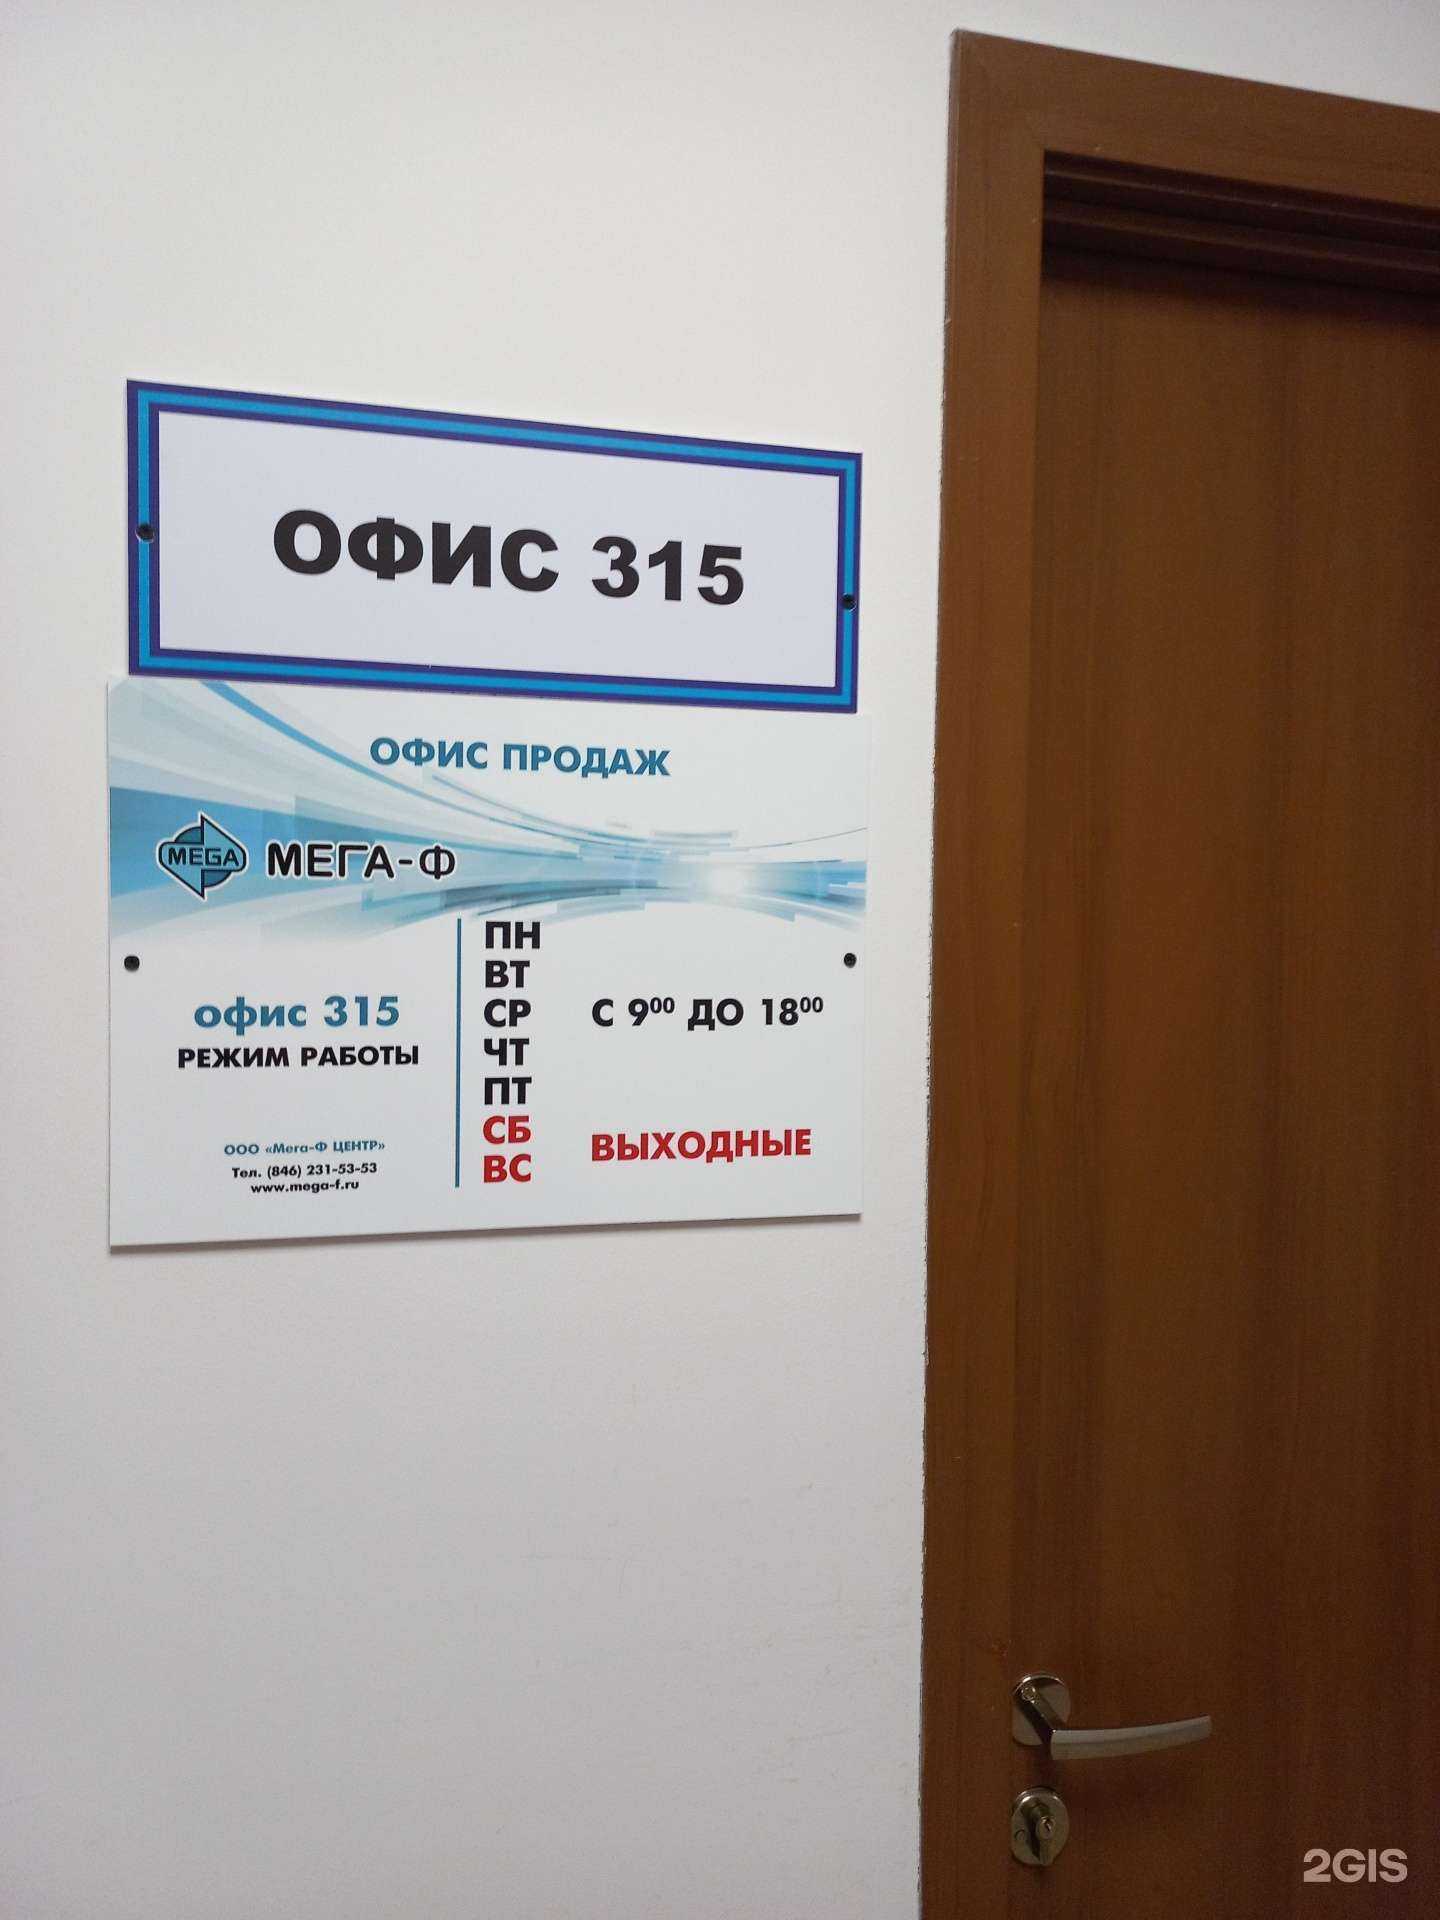 ОФИС 315
ОФИС ПРОДАЖ
MEGA МЕГА-Ф
офис 315
РЕЖИМ РАБОТЫ
ООО «Мега-Ф ЦЕНТР»
Тел. (846) 231-53-53
www.mega-f.ru
ПН
ВТ
СР С 9⁰⁰ ДО 18⁰⁰
ЧТ
ПТ
СБ
ВС
ВЫХОДНЫЕ
2GIS